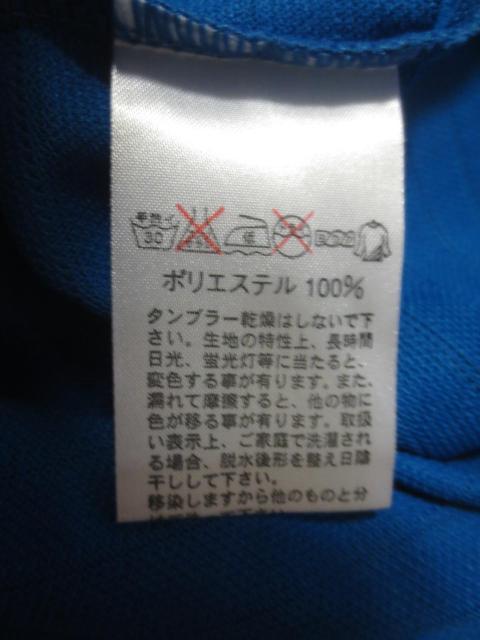 手洗イ
30
低
ポリエステル 100%
タンブラー乾燥はしないで下
さい。生地の特性上、長時間
日光、蛍光灯等に当たると、
変色する事が有ります。また、
濡れて摩擦すると、他の物に
色が移る事が有ります。取扱
い表示上、ご家庭で洗濯され
る場合、脱水後形を整え日陰
干しして下さい。
移染しますから他のものと分